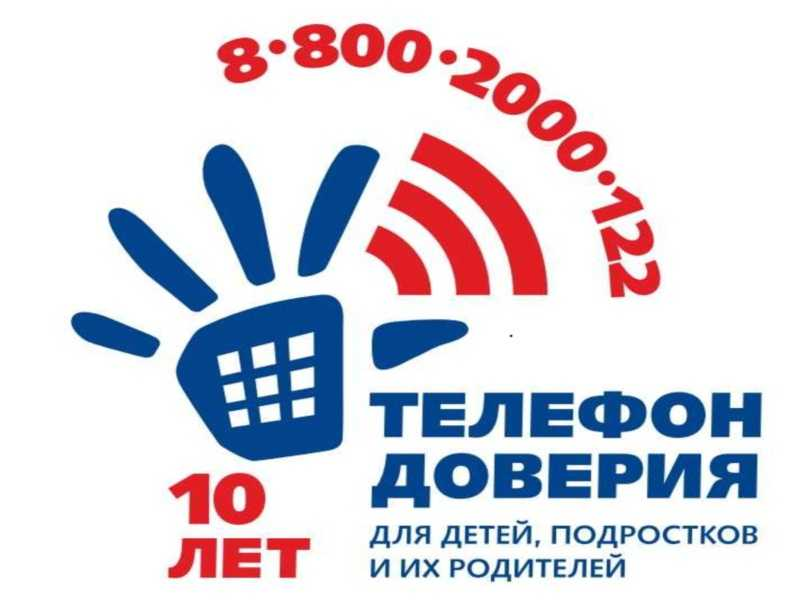 8·800·2000·122
ТЕЛЕФОН
ДОВЕРИЯ
10
ЛЕТ
ДЛЯ ДЕТЕЙ, ПОДРОСТКОВ
И ИХ РОДИТЕЛЕЙ